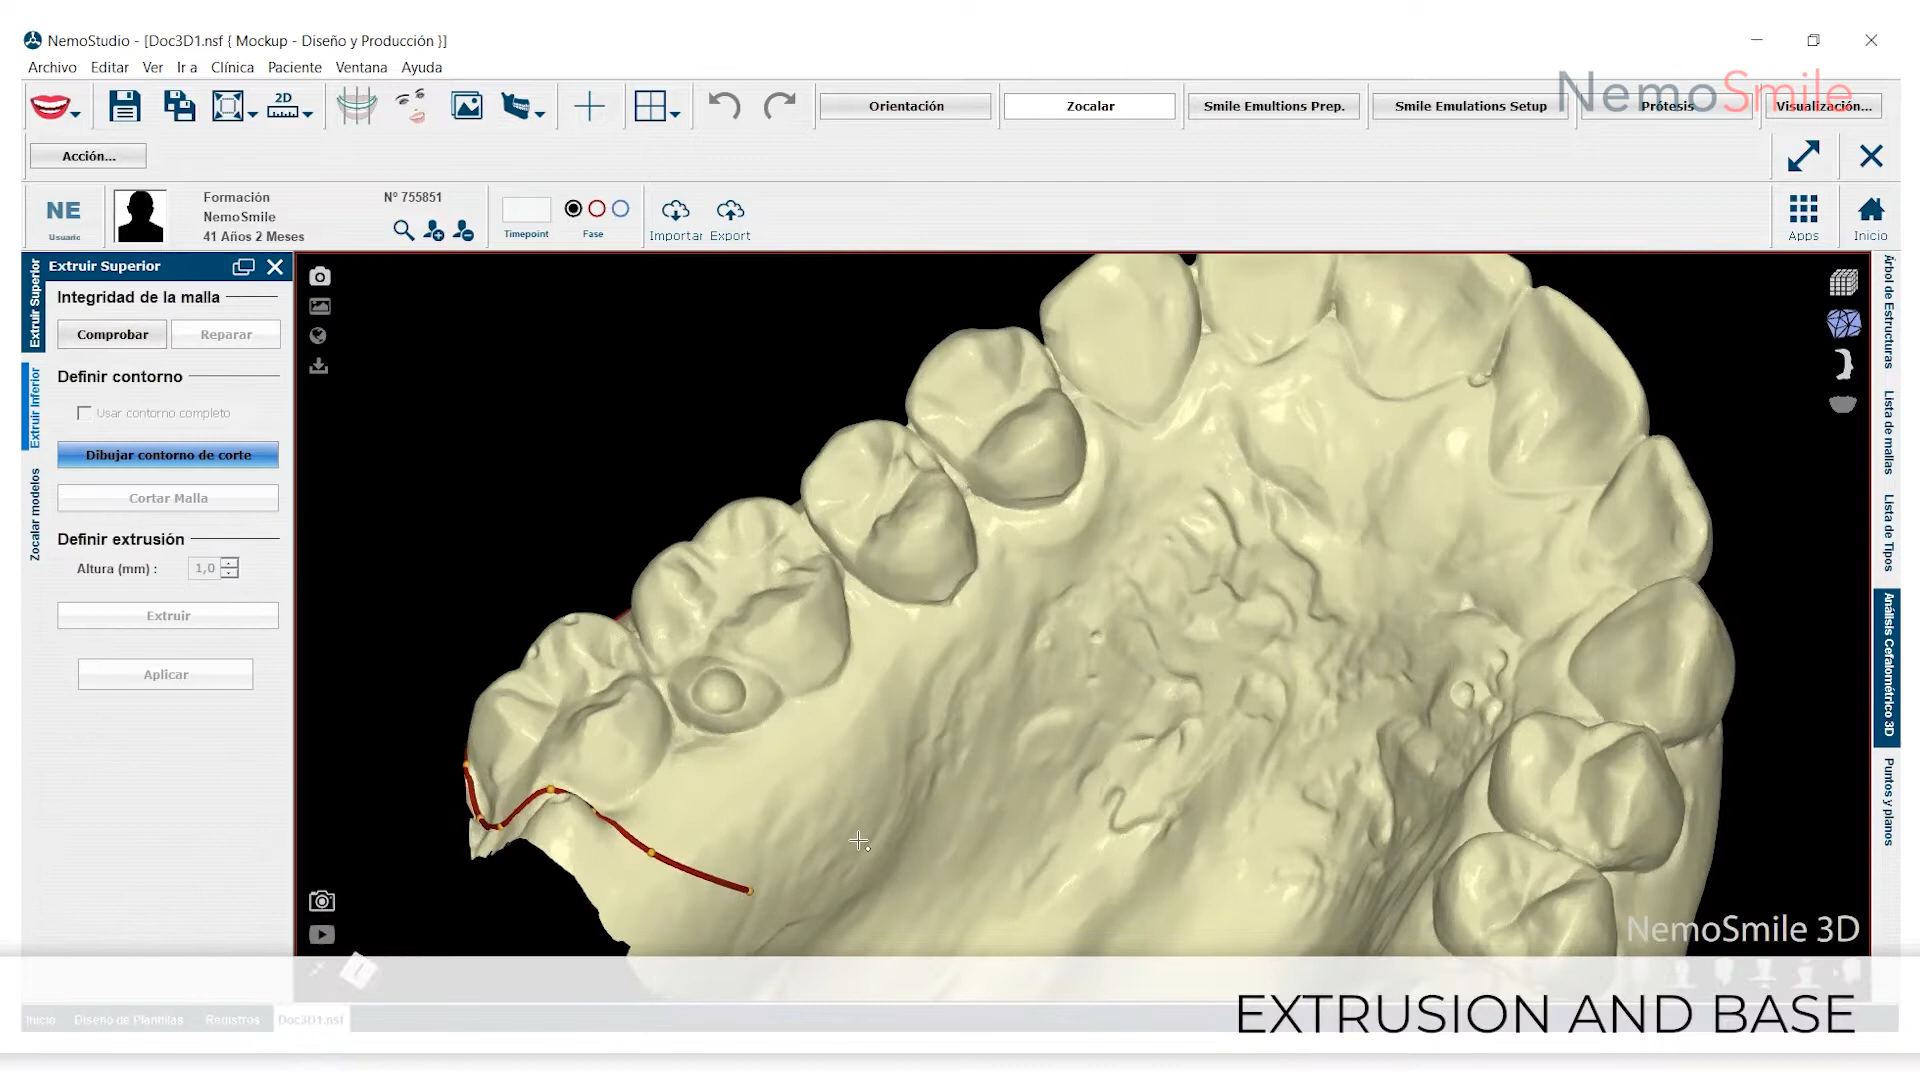 NemoStudio - [Doc3D1.nsf { Mockup - Diseño y Producción }]
Archivo Editar Ver Ir a Clínica Paciente Ventana Ayuda
NemoSmile
2D
Orientación
Zocalar
Smile Emultions Prep.
Smile Emulations Setup
Prótesis
Visualización...
Acción...
NE
Usuario
Formación
NemoSmile
41 Años 2 Meses
Nº 755851
Timepoint
Fase
Importar
Export
Apps
Inicio
Extruir Superior
Extruir Inferior
Zocalar modelos
Extruir Superior
Integridad de la malla
Comprobar
Reparar
Definir contorno
Usar contorno completo
Dibujar contorno de corte
Cortar Malla
Definir extrusión
Altura (mm) : 1,0
Extruir
Aplicar
Árbol de Estructuras
Lista de mallas
Lista de Tipos
Análisis Cefalométrico 3D
Puntos y planos
NemoSmile 3D
EXTRUSION AND BASE
Inicio Diseño de Plantillas Registros Doc3D1.nsf